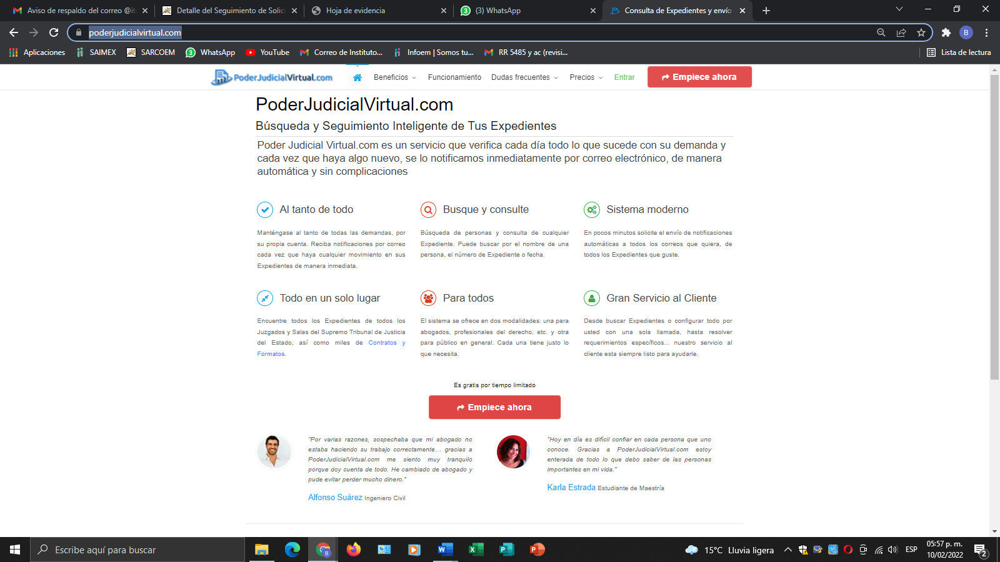 Aviso de respaldo del correo @it
Detalle del Seguimiento de Solic
Hoja de evidencia
(3) WhatsApp
Consulta de Expedientes y envío
poderjudicialvirtual.com
B
Aplicaciones
SAIMEX
SARCOEM
WhatsApp
YouTube
Correo de Instituto...
Infoem | Somos tu...
RR 5485 y ac (revisi...
Lista de lectura
PoderJudicialVirtual.com
Beneficios
Funcionamiento
Dudas frecuentes
Precios
Entrar
Empiece ahora
PoderJudicialVirtual.com
Búsqueda y Seguimiento Inteligente de Tus Expedientes
Poder Judicial Virtual.com es un servicio que verifica cada día todo lo que sucede con su demanda y
cada vez que haya algo nuevo, se lo notificamos inmediatamente por correo electrónico, de manera
automática y sin complicaciones
Al tanto de todo
Manténgase al tanto de todas las demandas, por
su propia cuenta. Reciba notificaciones por correo
cada vez que haya cualquier movimiento en sus
Expedientes de manera inmediata.
Busque y consulte
Búsqueda de personas y consulta de cualquier
Expediente. Puede buscar por el nombre de una
persona, el número de Expediente o fecha.
Sistema moderno
En pocos minutos solicite el envío de notificaciones
automáticas a todos los correos que quiera, de
todos los Expedientes que guste.
Todo en un solo lugar
Encuentre todos los Expedientes de todos los
Juzgados y Salas del Supremo Tribunal de Justicia
del Estado, así como miles de Contratos y
Formatos.
Para todos
El sistema se ofrece en dos modalidades: una para
abogados, profesionales del derecho, etc. y otra
para público en general. Cada una tiene justo lo
que necesita.
Gran Servicio al Cliente
Desde buscar Expedientes o configurar todo por
usted con una sola llamada, hasta resolver
requerimientos específicos... nuestro servicio al
cliente esta siempre listo para ayudarle.
Es gratis por tiempo limitado
Empiece ahora
"Por varias razones, sospechaba que mi abogado no
estaba haciendo su trabajo correctamente... gracias a
PoderJudicialVirtual.com me siento muy tranquilo
porque doy cuenta de todo. He cambiado de abogado y
pude evitar perder mucho dinero."
Alfonso Suárez Ingeniero Civil
"Hoy en día es difícil confiar en cada persona que uno
conoce. Gracias a PoderJudicialVirtual.com estoy
enterada de todo lo que debo saber de las personas
importantes en mi vida."
Karla Estrada Estudiante de Maestría
Escribe aquí para buscar
15°C Lluvia ligera
ESP
05:57 p. m.
10/02/2022
2